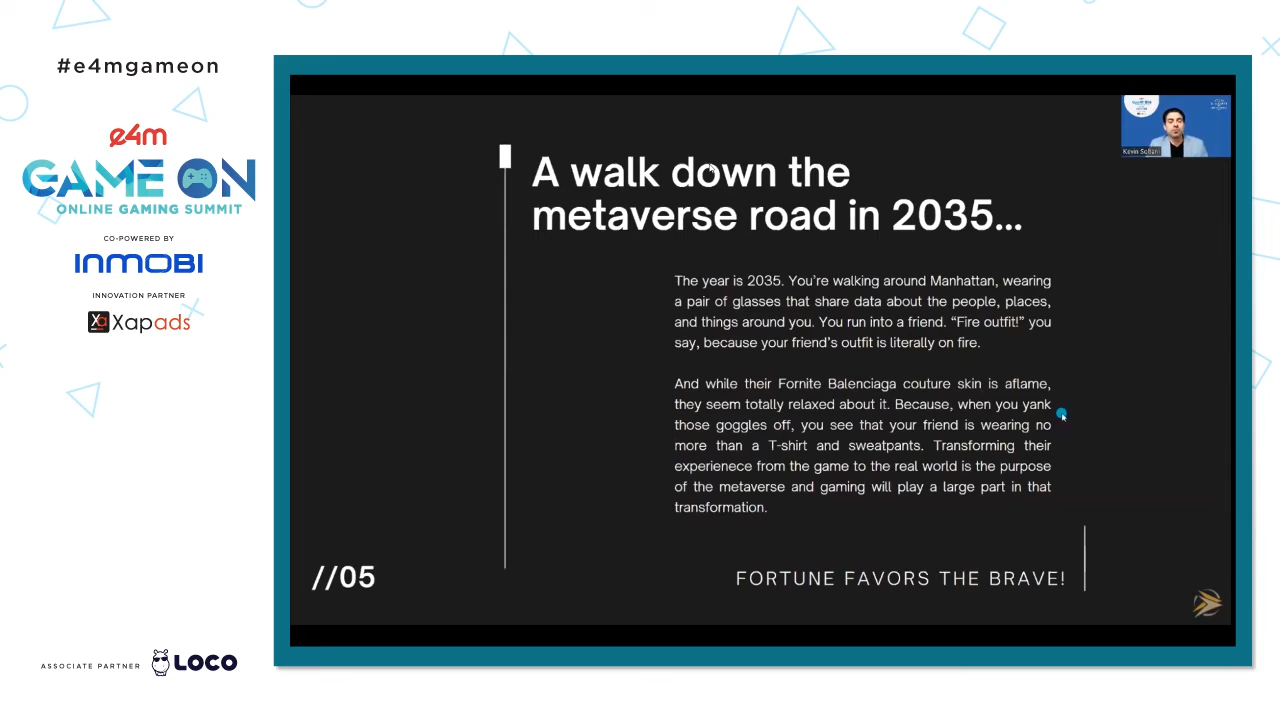 #e4mgameon
e4m
GAME ON
ONLINE GAMING SUMMIT
CO-POWERED BY
INMOBI
INNOVATION PARTNER
Xa Xapads
ASSOCIATE PARTNER
LOCO
A walk down the
metaverse road in 2035...
The year is 2035. You're walking around Manhattan, wearing
a pair of glasses that share data about the people, places,
and things around you. You run into a friend. “Fire outfit!” you
say, because your friend's outfit is literally on fire.
And while their Fornite Balenciaga couture skin is aflame,
they seem totally relaxed about it. Because, when you yank
those goggles off, you see that your friend is wearing no
more than a T-shirt and sweatpants. Transforming their
experienece from the game to the real world is the purpose
of the metaverse and gaming will play a large part in that
transformation.
//05
FORTUNE FAVORS THE BRAVE!
Kevin Soltani